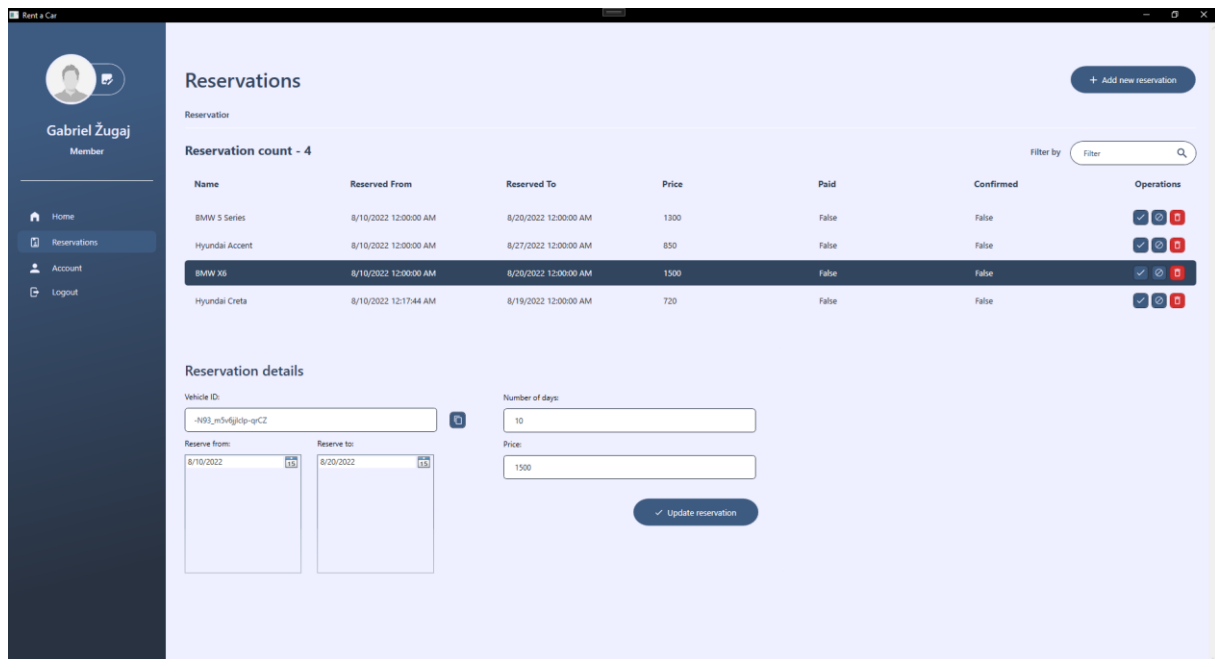 Rent a Car
Gabriel Žugaj
Member
Home
Reservations
Account
Logout
Reservations
+ Add new reservation
Reservation
Reservation count - 4
Filter by Filter
Name Reserved From Reserved To Price Paid Confirmed Operations
BMW 5 Series 8/10/2022 12:00:00 AM 8/20/2022 12:00:00 AM 1300 False False
Hyundai Accent 8/10/2022 12:00:00 AM 8/27/2022 12:00:00 AM 850 False False
BMW X6 8/10/2022 12:00:00 AM 8/20/2022 12:00:00 AM 1500 False False
Hyundai Creta 8/10/2022 12:17:44 AM 8/19/2022 12:00:00 AM 720 False False
Reservation details
Vehicle ID: Number of days:
10
Reserve from: Reserve to: Price:
8/10/2022 15 8/20/2022 15
1500
Update reservation